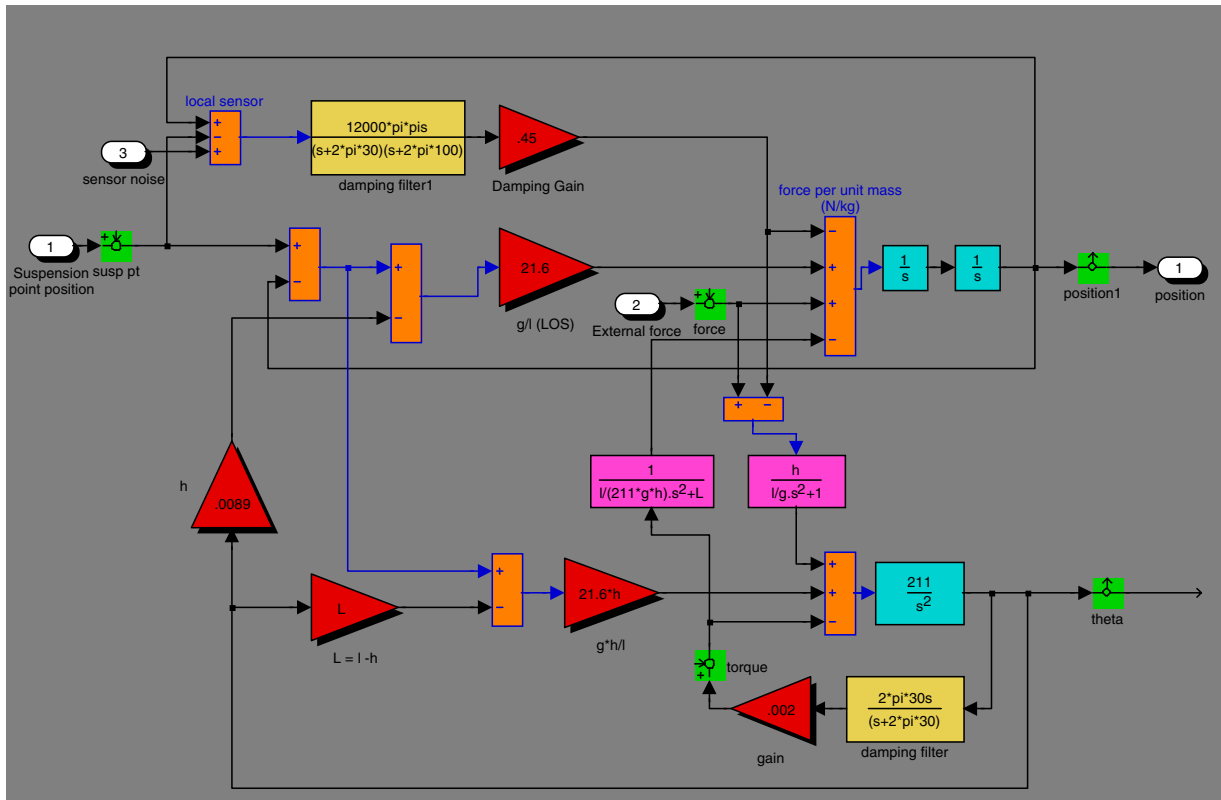 local sensor
+
−
+
3
sensor noise
12000*pi*pis
(s+2*pi*30)(s+2*pi*100)
damping filter1
.45
Damping Gain
force per unit mass
(N/kg)
−
+
+
−
1
Suspension
point position
+
susp pt
+
−
+
−
21.6
g/l (LOS)
2
External force
+
force
1
s
1
s
position1
1
position
+ −
h
.0089
1
l/(211*g*h).s²+L
h
l/g.s²+1
L
L = l -h
+
−
21.6*h
g*h/l
+
+
−
211
s²
theta
+
torque
.002
gain
2*pi*30s
(s+2*pi*30)
damping filter